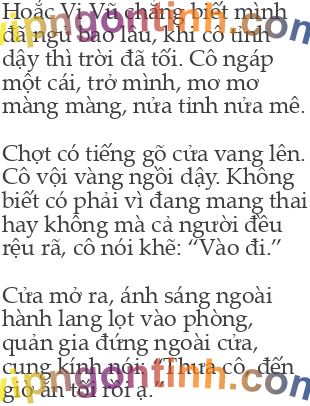 Hoắc Vi Vũ chẳng biết mình
đã ngủ bao lâu, khi cô tỉnh
dậy thì trời đã tối. Cô ngáp
một cái, trở mình, mơ mơ
màng màng, nửa tỉnh nửa mê.
Chợt có tiếng gõ cửa vang lên.
Cô vội vàng ngồi dậy. Không
biết có phải vì đang mang thai
hay không mà cả người đều
rệu rã, cô nói khẽ: “Vào đi.”
Cửa mở ra, ánh sáng ngoài
hành lang lọt vào phòng,
quản gia đứng ngoài cửa,
cung kính nói: “Thưa cô, đến
giờ ăn tối rồi ạ.”
vipngontinh.com
vipngontinh.com